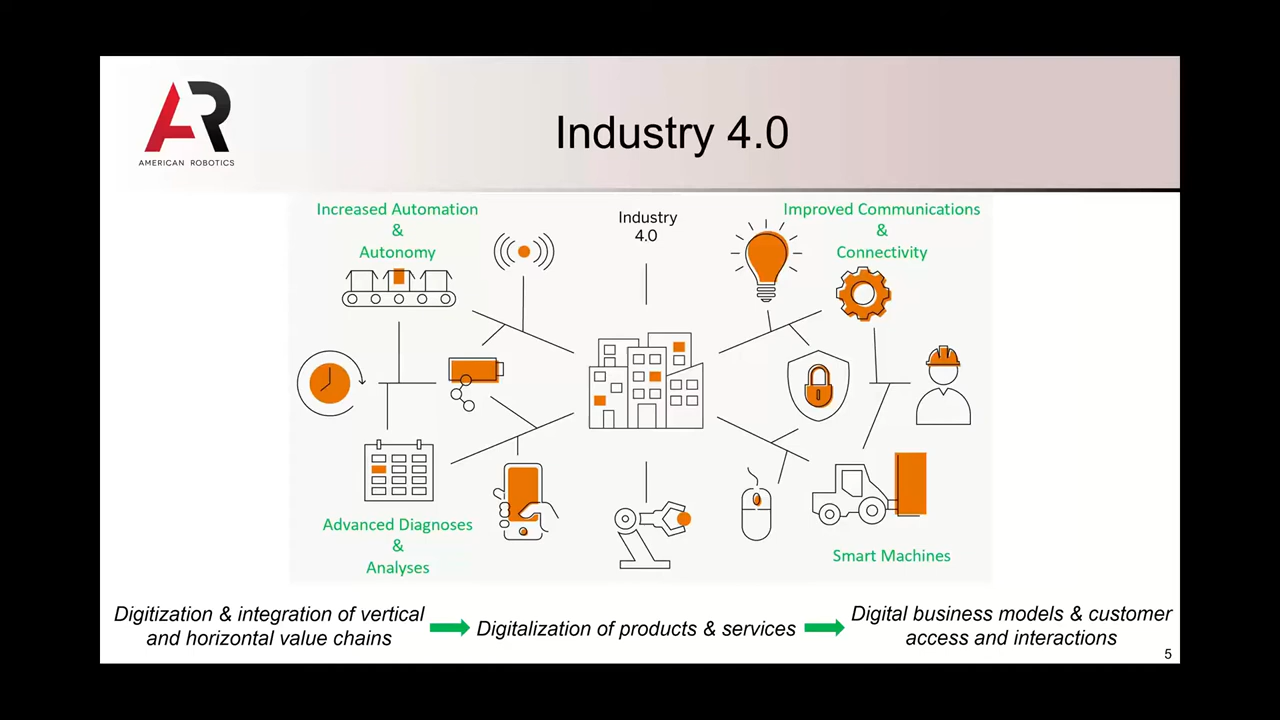 AR
AMERICAN ROBOTICS
Industry 4.0
Increased Automation
&
Autonomy
Industry
4.0
Improved Communications
&
Connectivity
Advanced Diagnoses
&
Analyses
Smart Machines
Digitization & integration of vertical
and horizontal value chains
Digitalization of products & services
Digital business models & customer
access and interactions
5